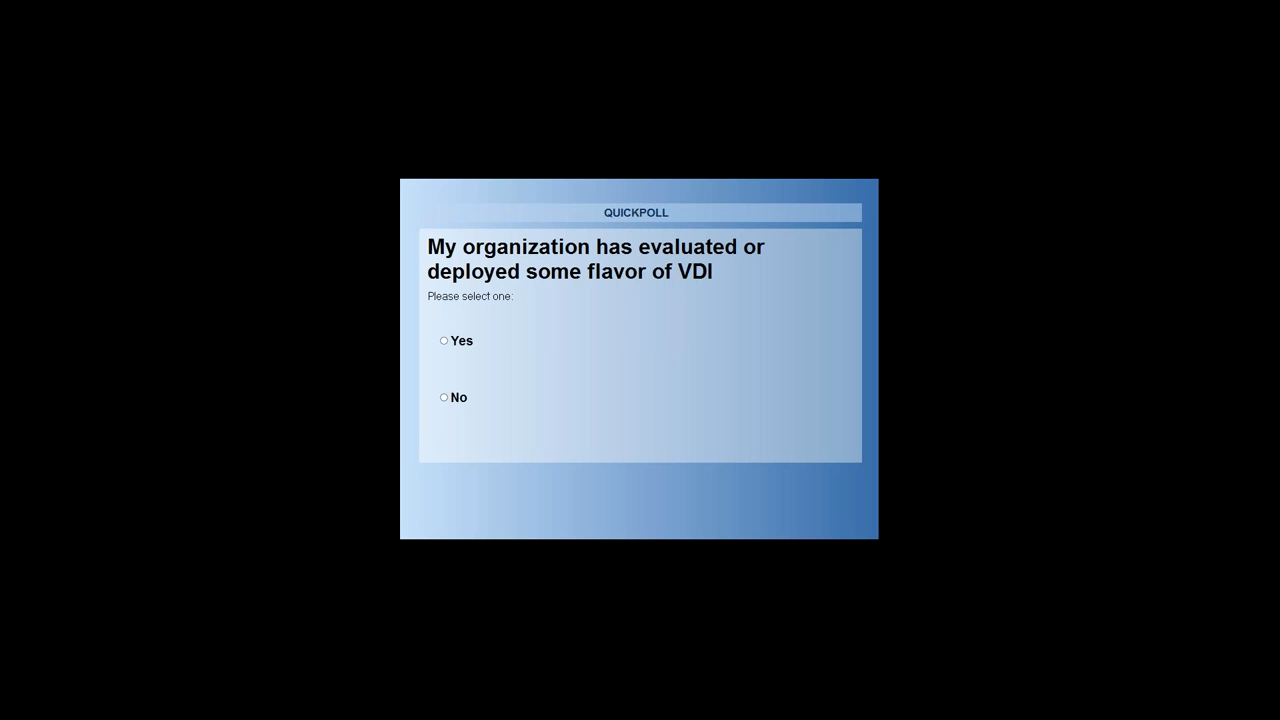 QUICKPOLL
My organization has evaluated or
deployed some flavor of VDI
Please select one:
Yes
No